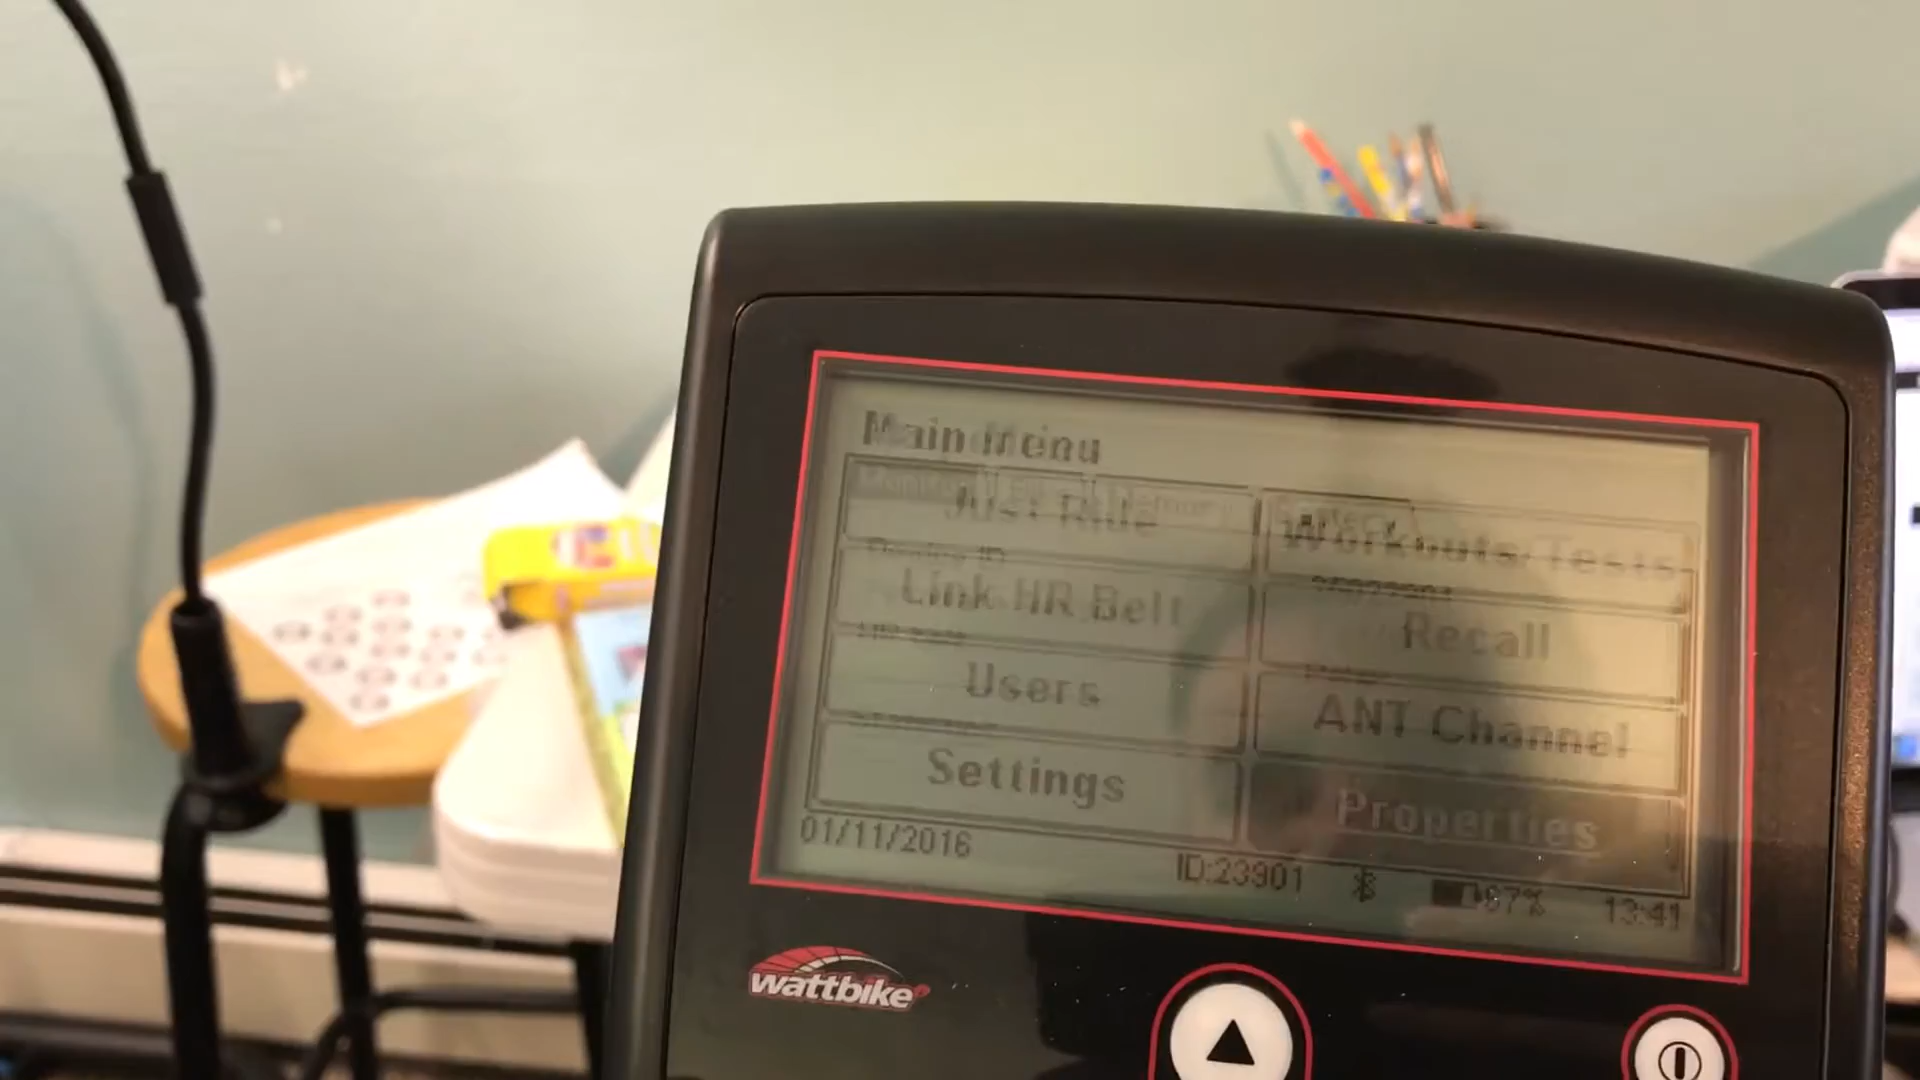 Main Menu
Just Ride
Workouts/Tests
Link HR Belt
Recall
Users
ANT Channel
Settings
Properties
01/11/2016
ID:23901
67%
13:41
wattbike